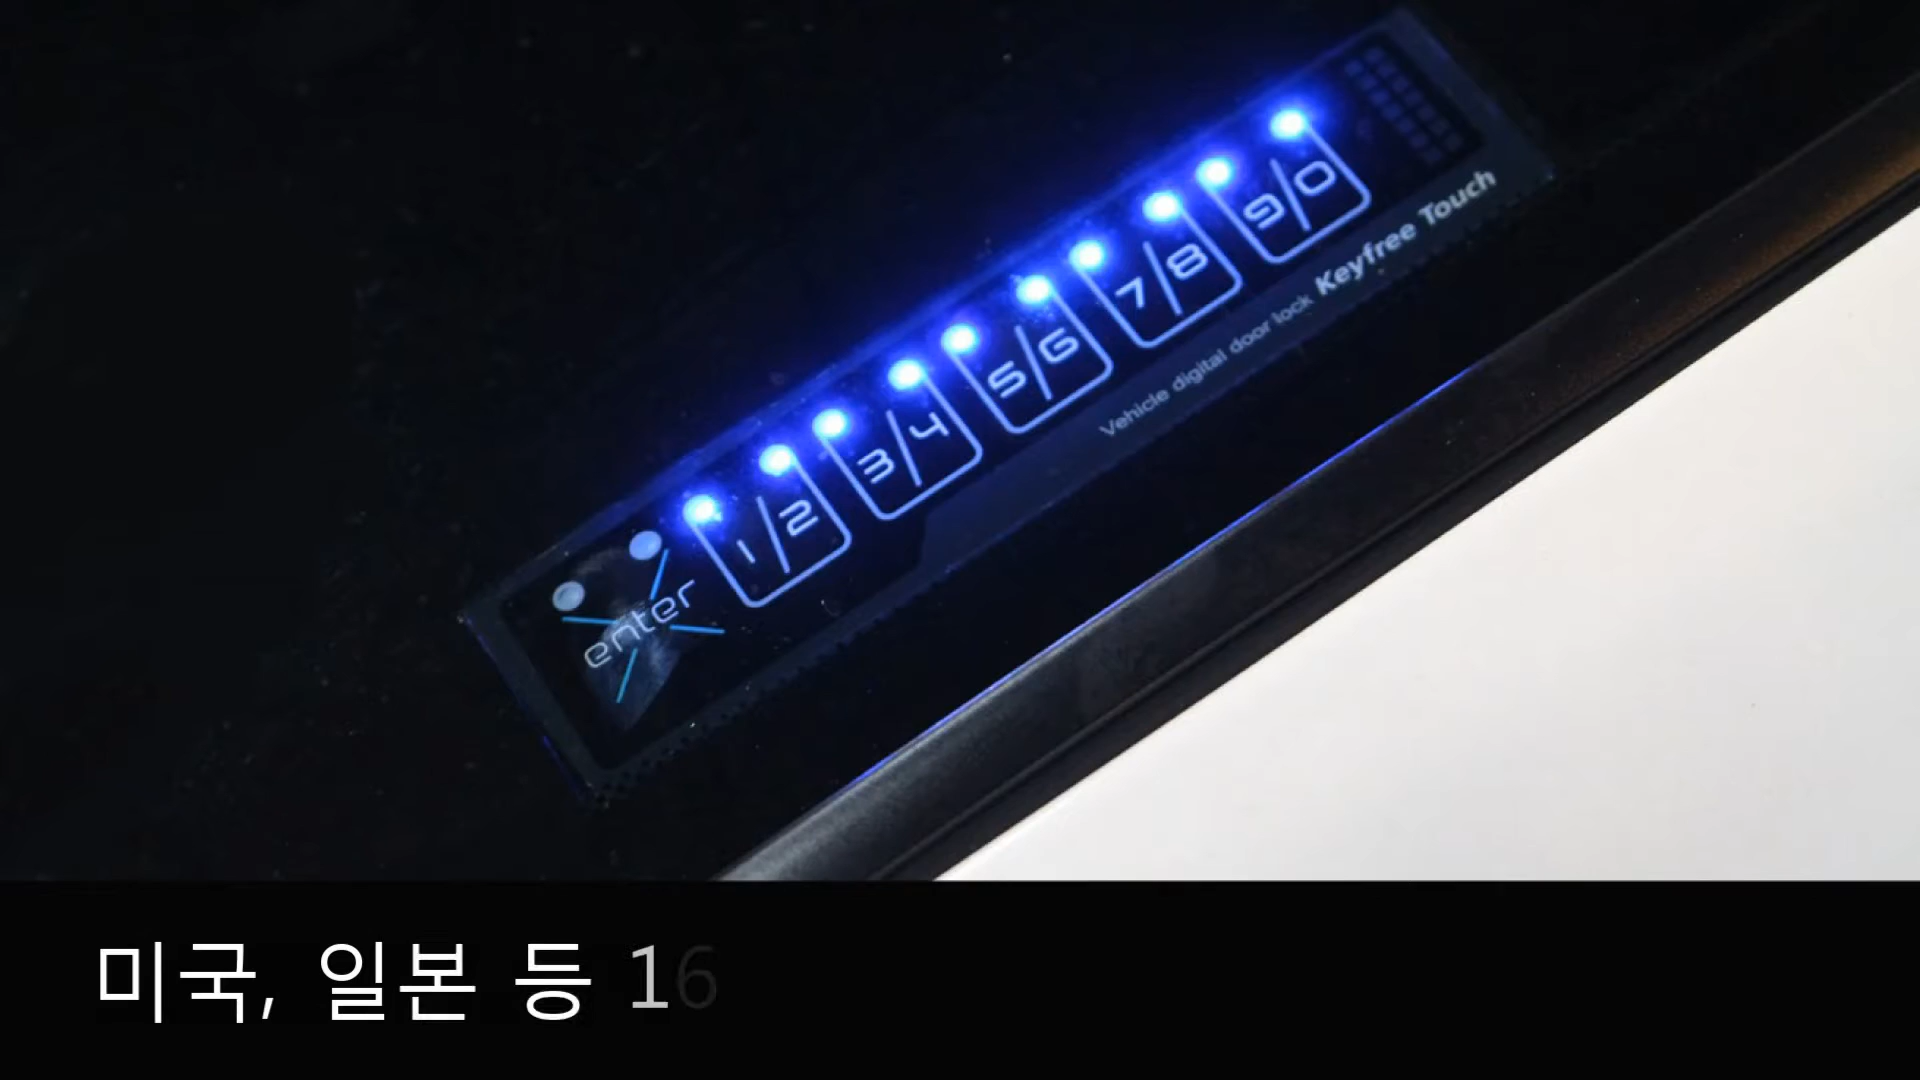 enter
1/2
3/4
5/6
7/8
9/0
Vehicle digital door lock Keyfree Touch
미국, 일본 등 16